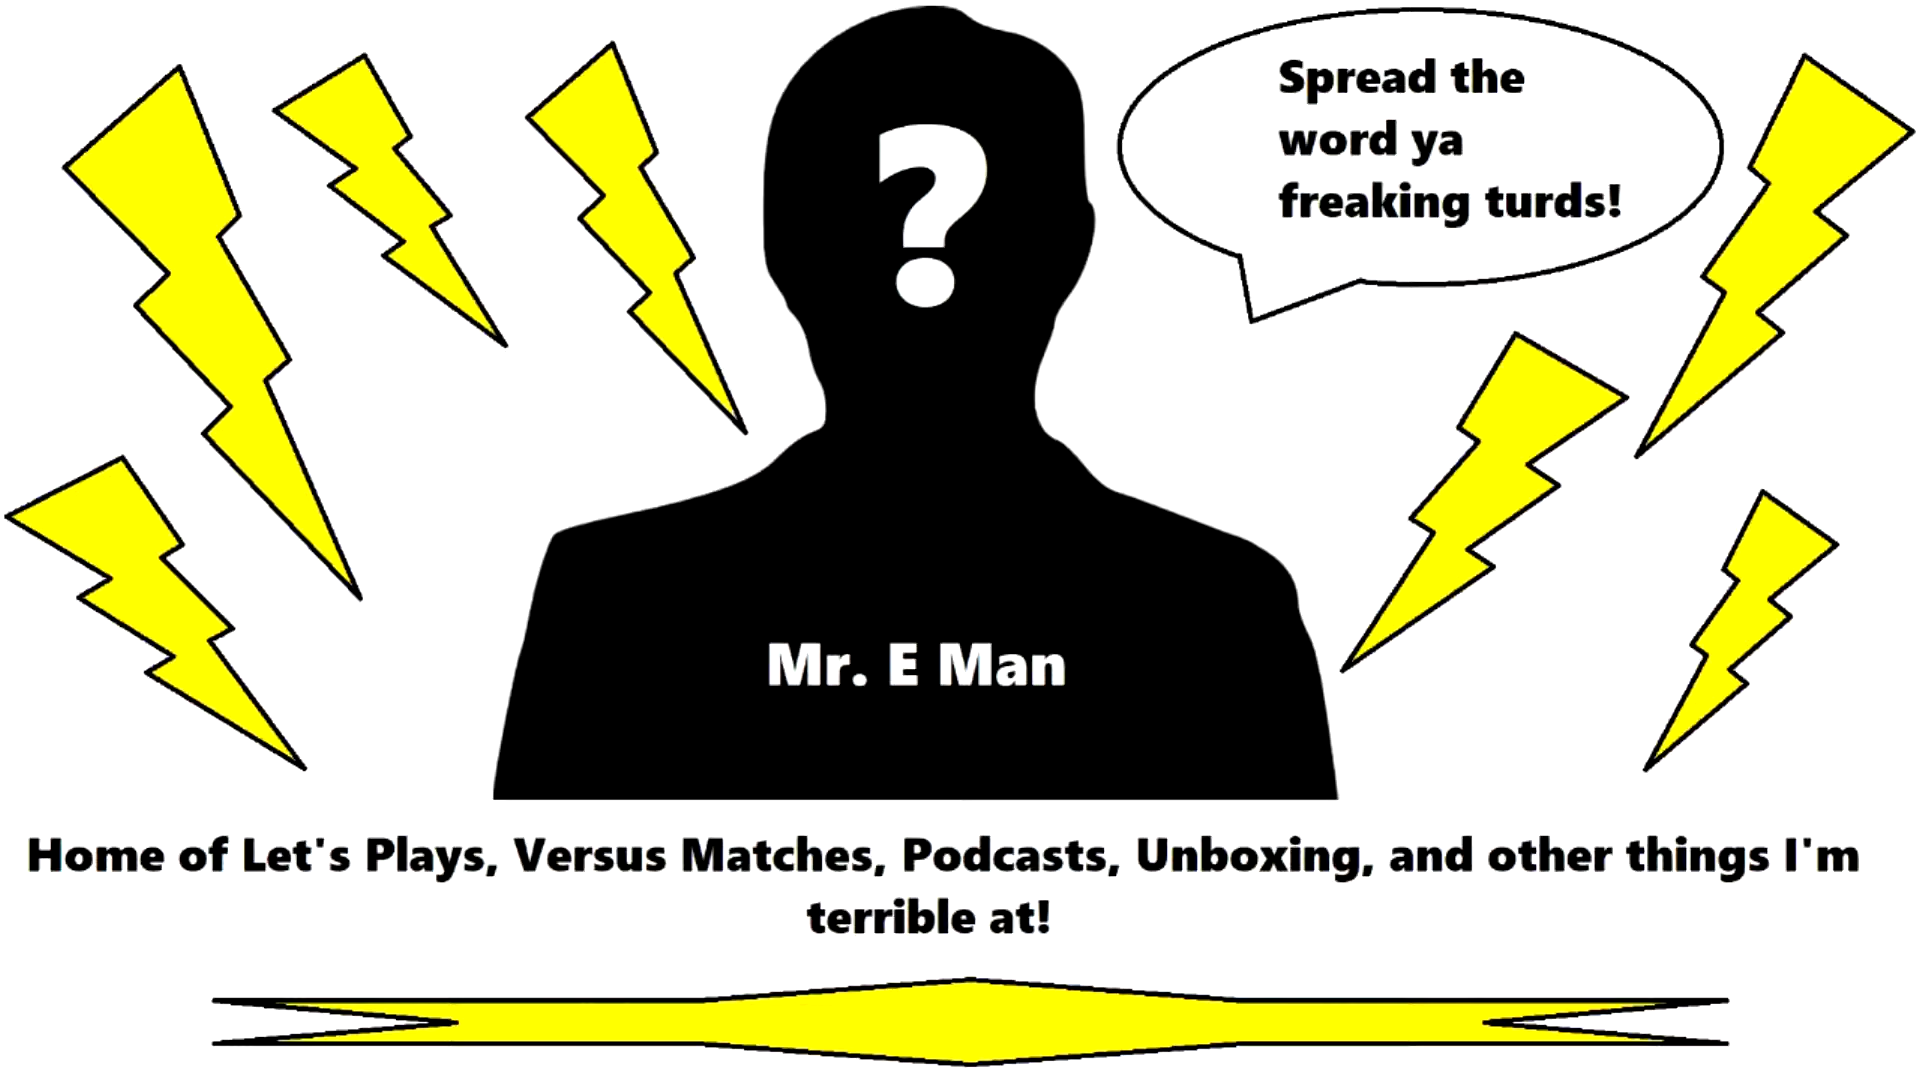 Spread the
word ya
freaking turds!
?
Mr. E Man
Home of Let's Plays, Versus Matches, Podcasts, Unboxing, and other things I'm
terrible at!